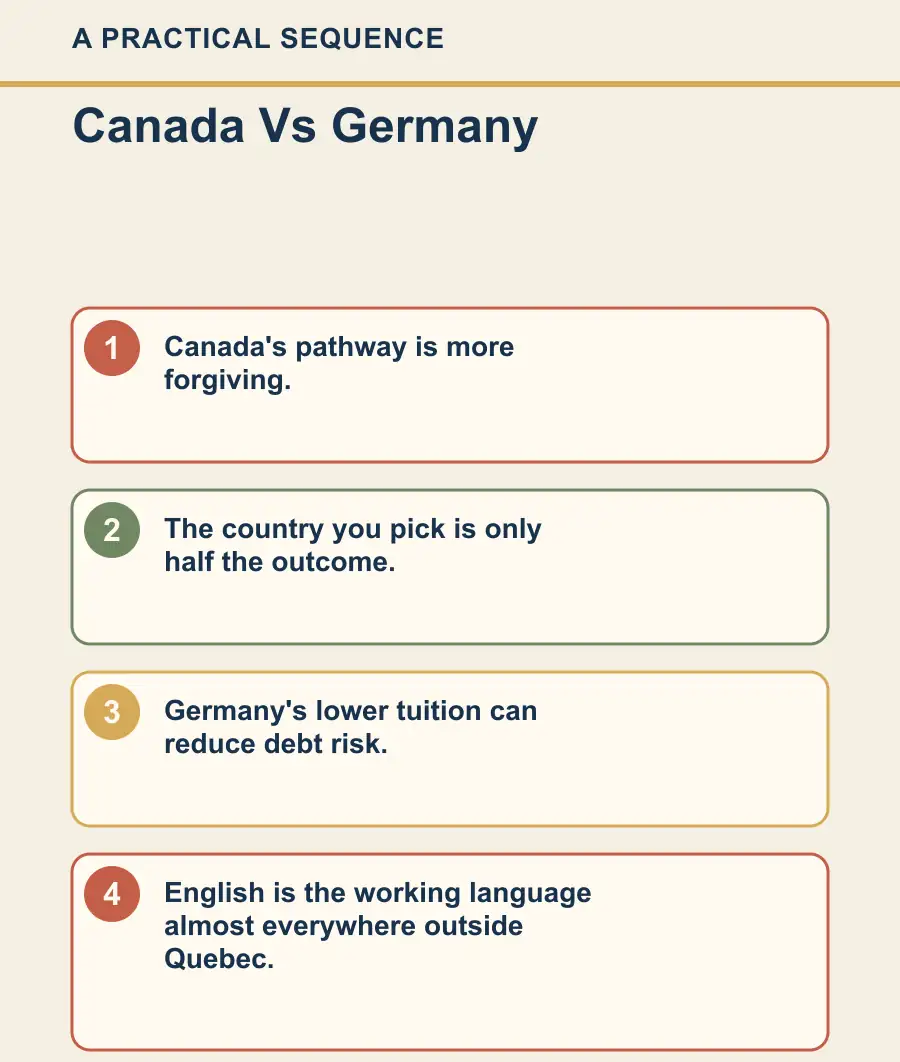 A PRACTICAL SEQUENCE
Canada Vs Germany
1
Canada's pathway is more
forgiving.
2
The country you pick is only
half the outcome.
3
Germany's lower tuition can
reduce debt risk.
4
English is the working language
almost everywhere outside
Quebec.